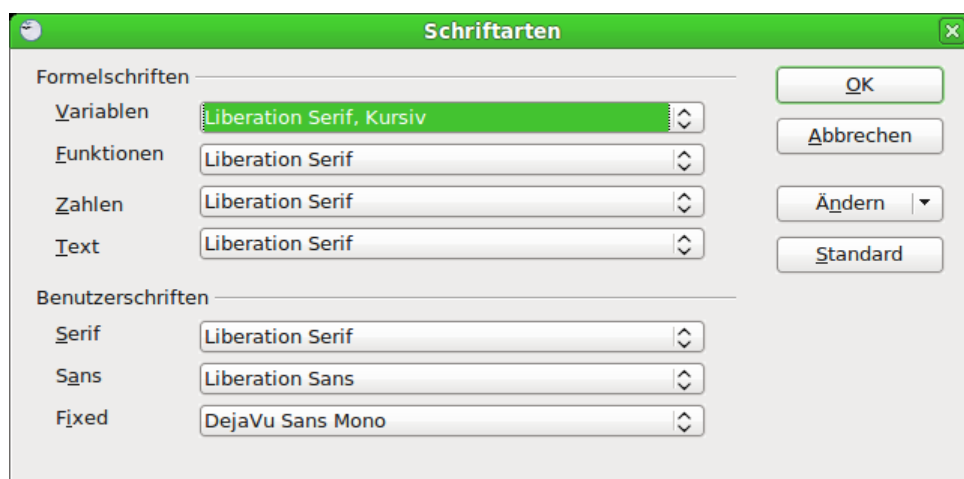 Schriftarten
Formelschriften
Variablen Liberation Serif, Kursiv
Funktionen Liberation Serif
Zahlen Liberation Serif
Text Liberation Serif
Benutzerschriften
Serif Liberation Serif
Sans Liberation Sans
Fixed DejaVu Sans Mono
OK
Abbrechen
Ändern
Standard